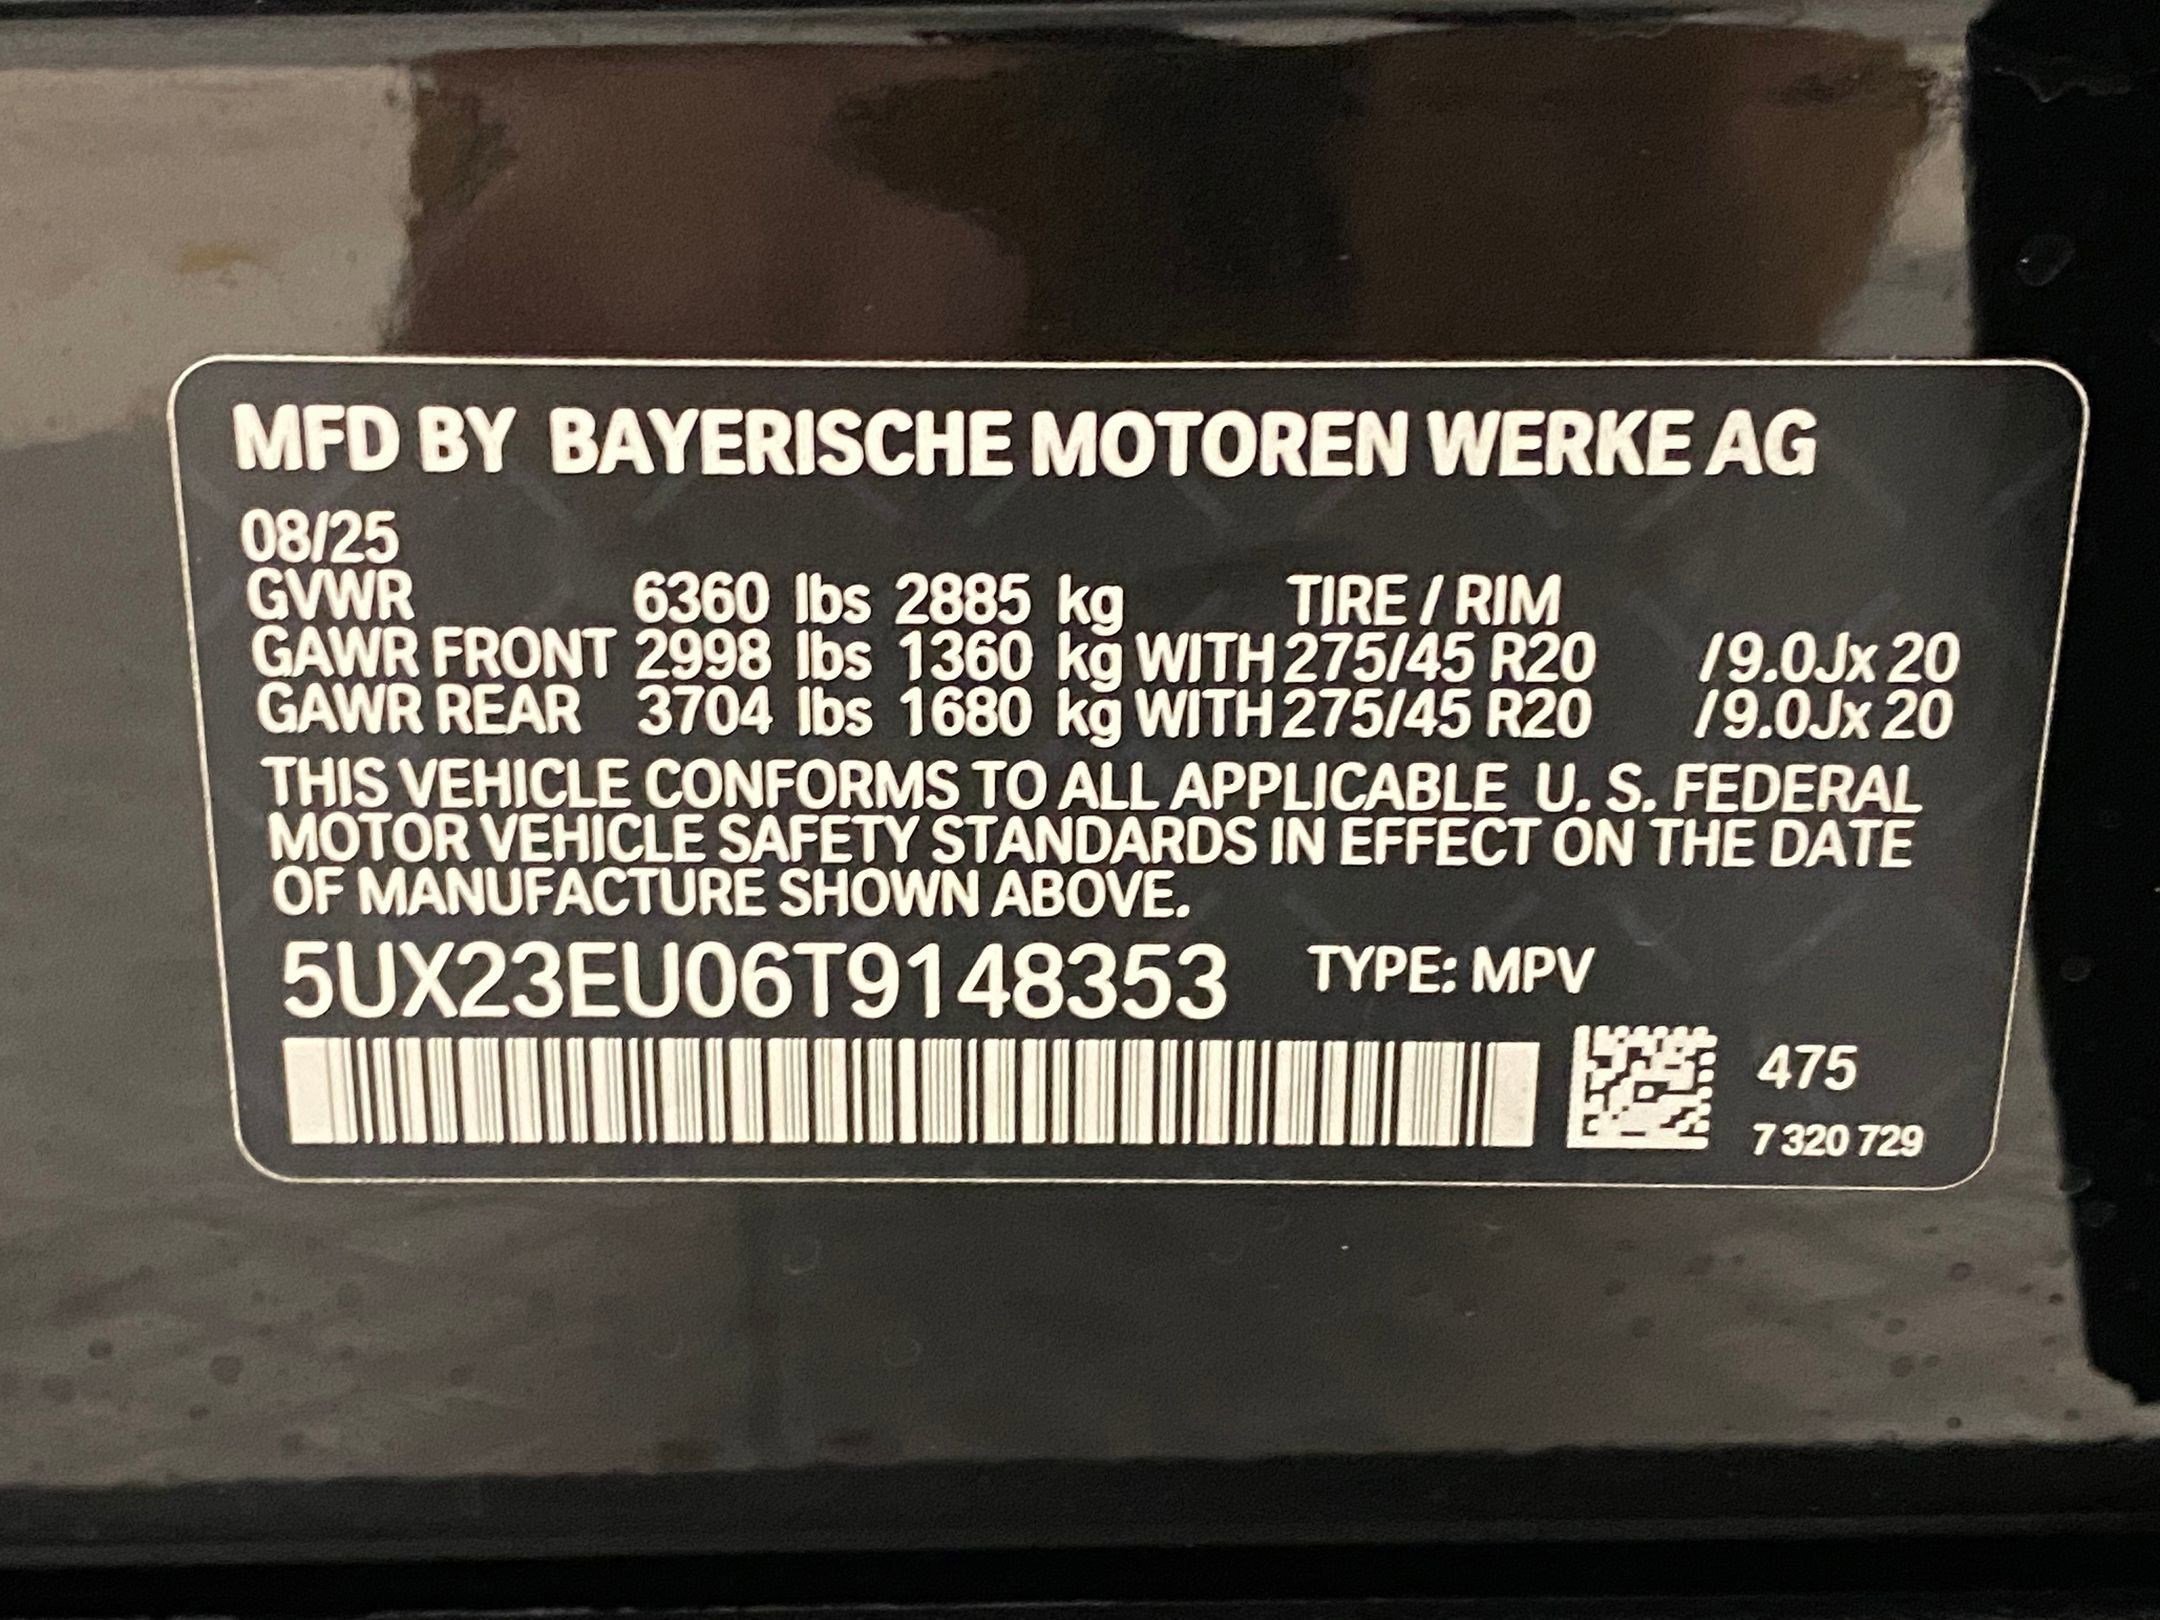 MFD BY BAYERISCHE MOTOREN WERKE AG
08/25
GVWR 6360 lbs 2885 kg TIRE / RIM
GAWR FRONT 2998 lbs 1360 kg WITH 275/45 R20 /9.0Jx 20
GAWR REAR 3704 lbs 1680 kg WITH 275/45 R20 /9.0Jx 20
THIS VEHICLE CONFORMS TO ALL APPLICABLE U. S. FEDERAL
MOTOR VEHICLE SAFETY STANDARDS IN EFFECT ON THE DATE
OF MANUFACTURE SHOWN ABOVE.
5UX23EU06T9148353 TYPE: MPV
475
7 320 729